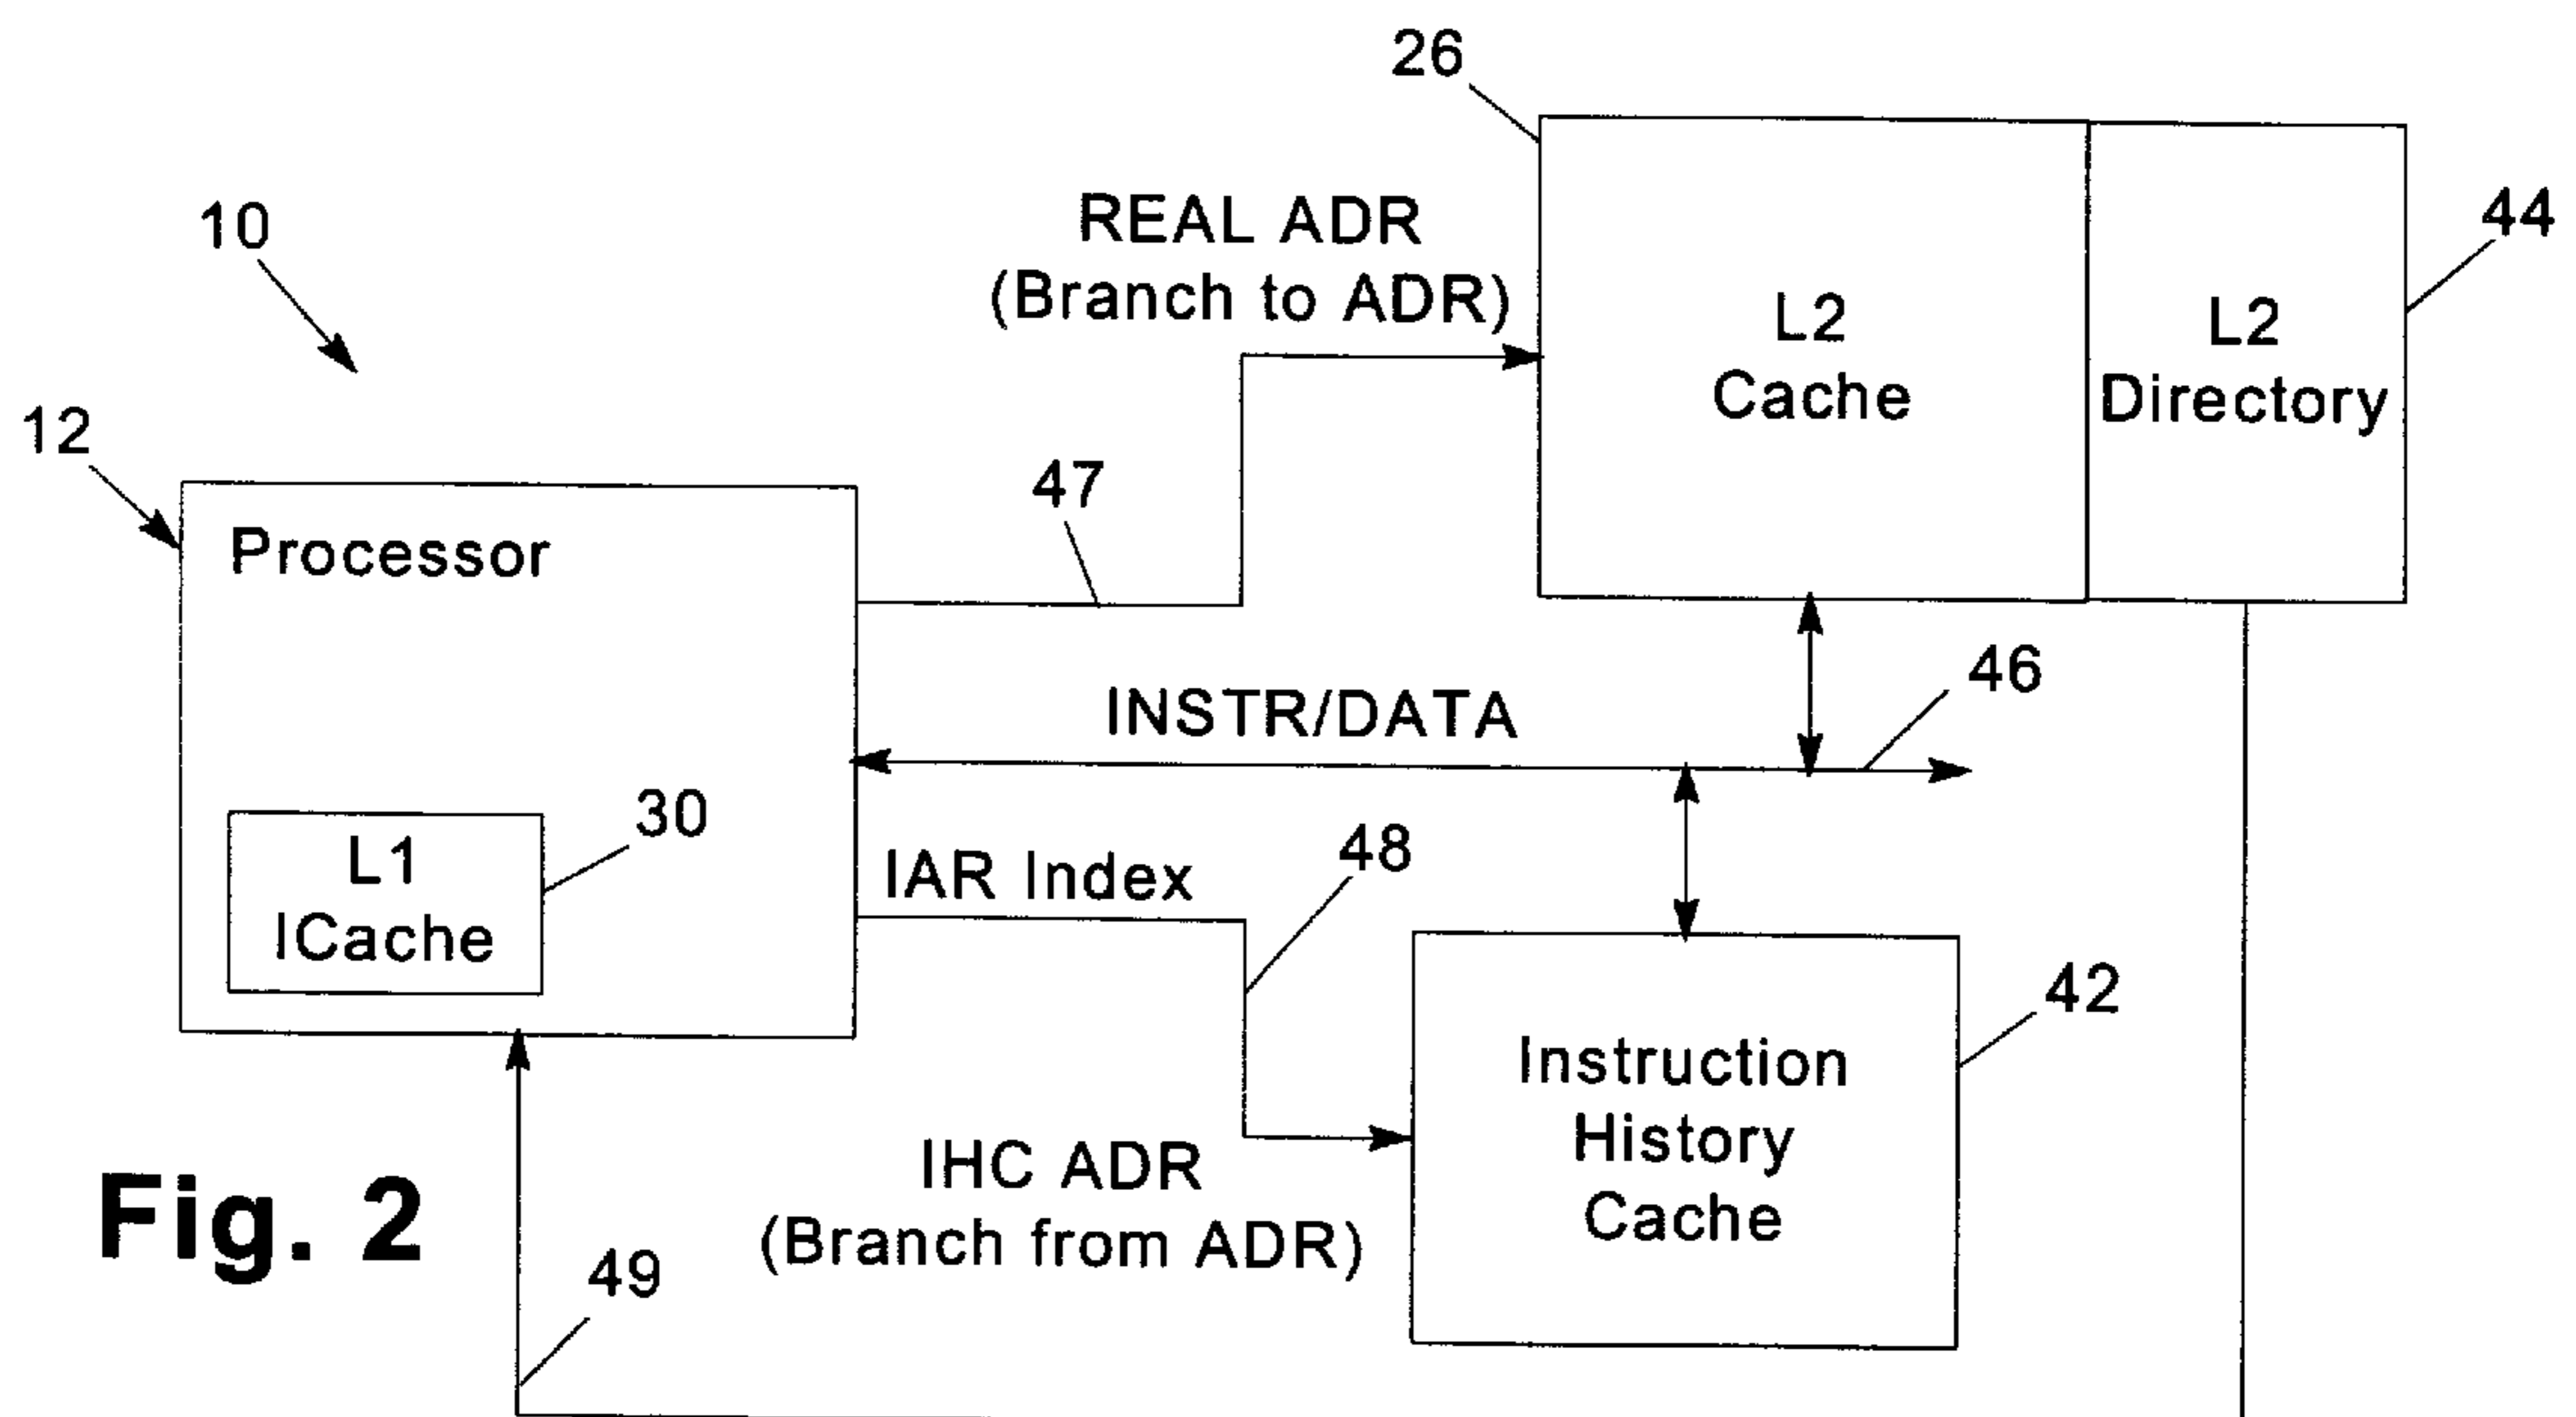 26
10
REAL ADR
(Branch to ADR)
44
L2
Cache
L2
Directory
12
47
Processor
INSTR/DATA
46
30
L1
ICache
IAR Index
48
42
Instruction
History
Cache
IHC ADR
(Branch from ADR)
49
Fig. 2